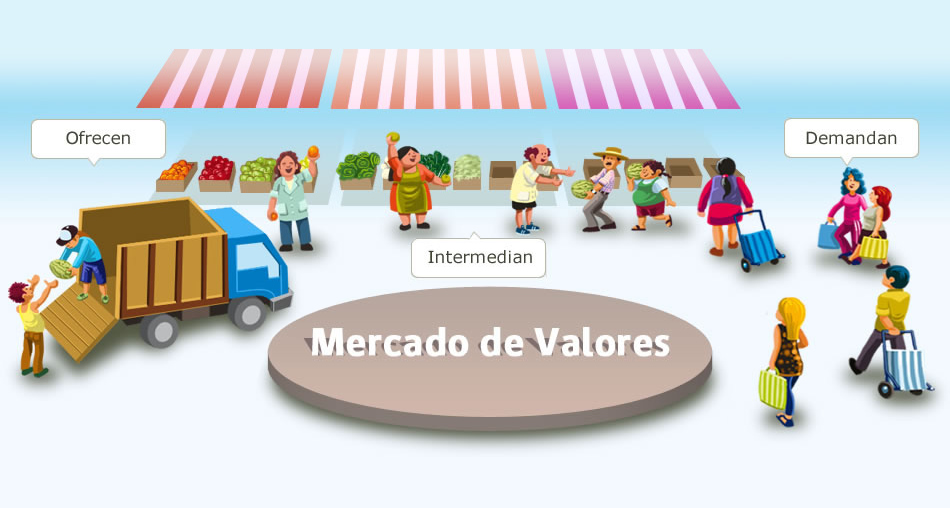 Ofrecen
Demandan
Intermedian
Mercado de Valores